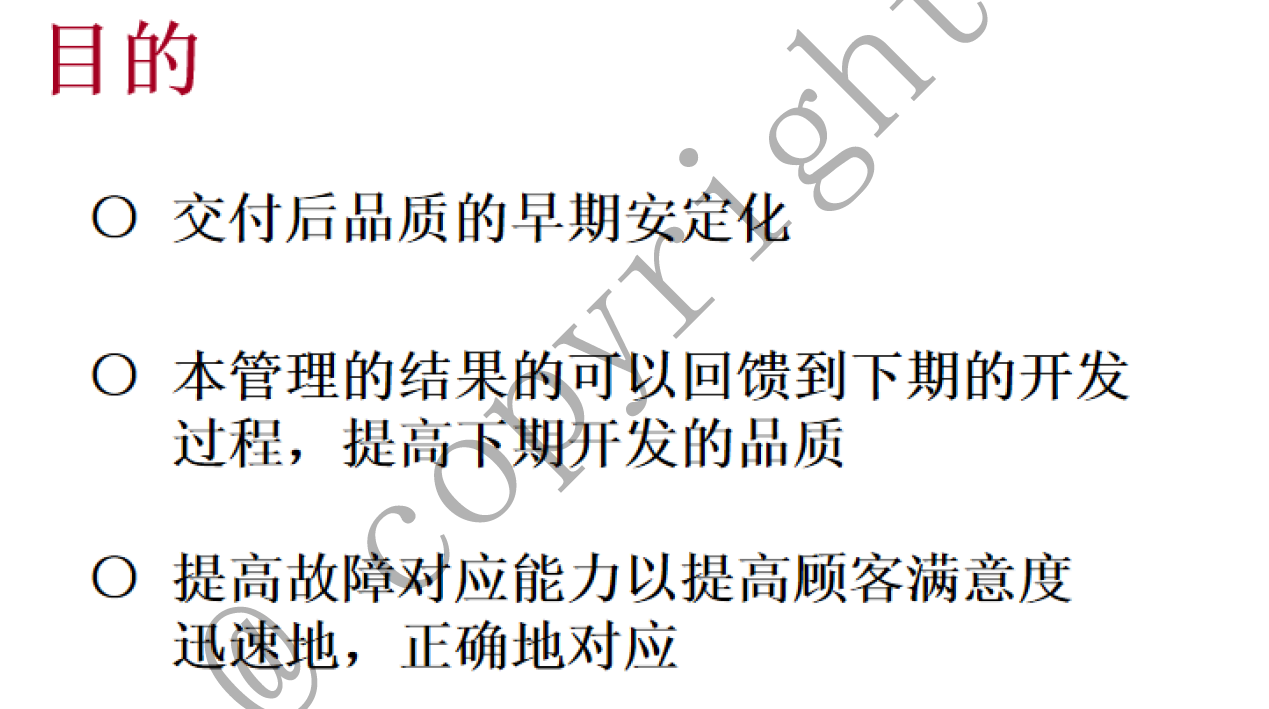 目的
○ 交付后品质的早期安定化
○ 本管理的结果的可以回馈到下期的开发
过程，提高下期开发的品质
○ 提高故障对应能力以提高顾客满意度
迅速地，正确地对应
@copyright